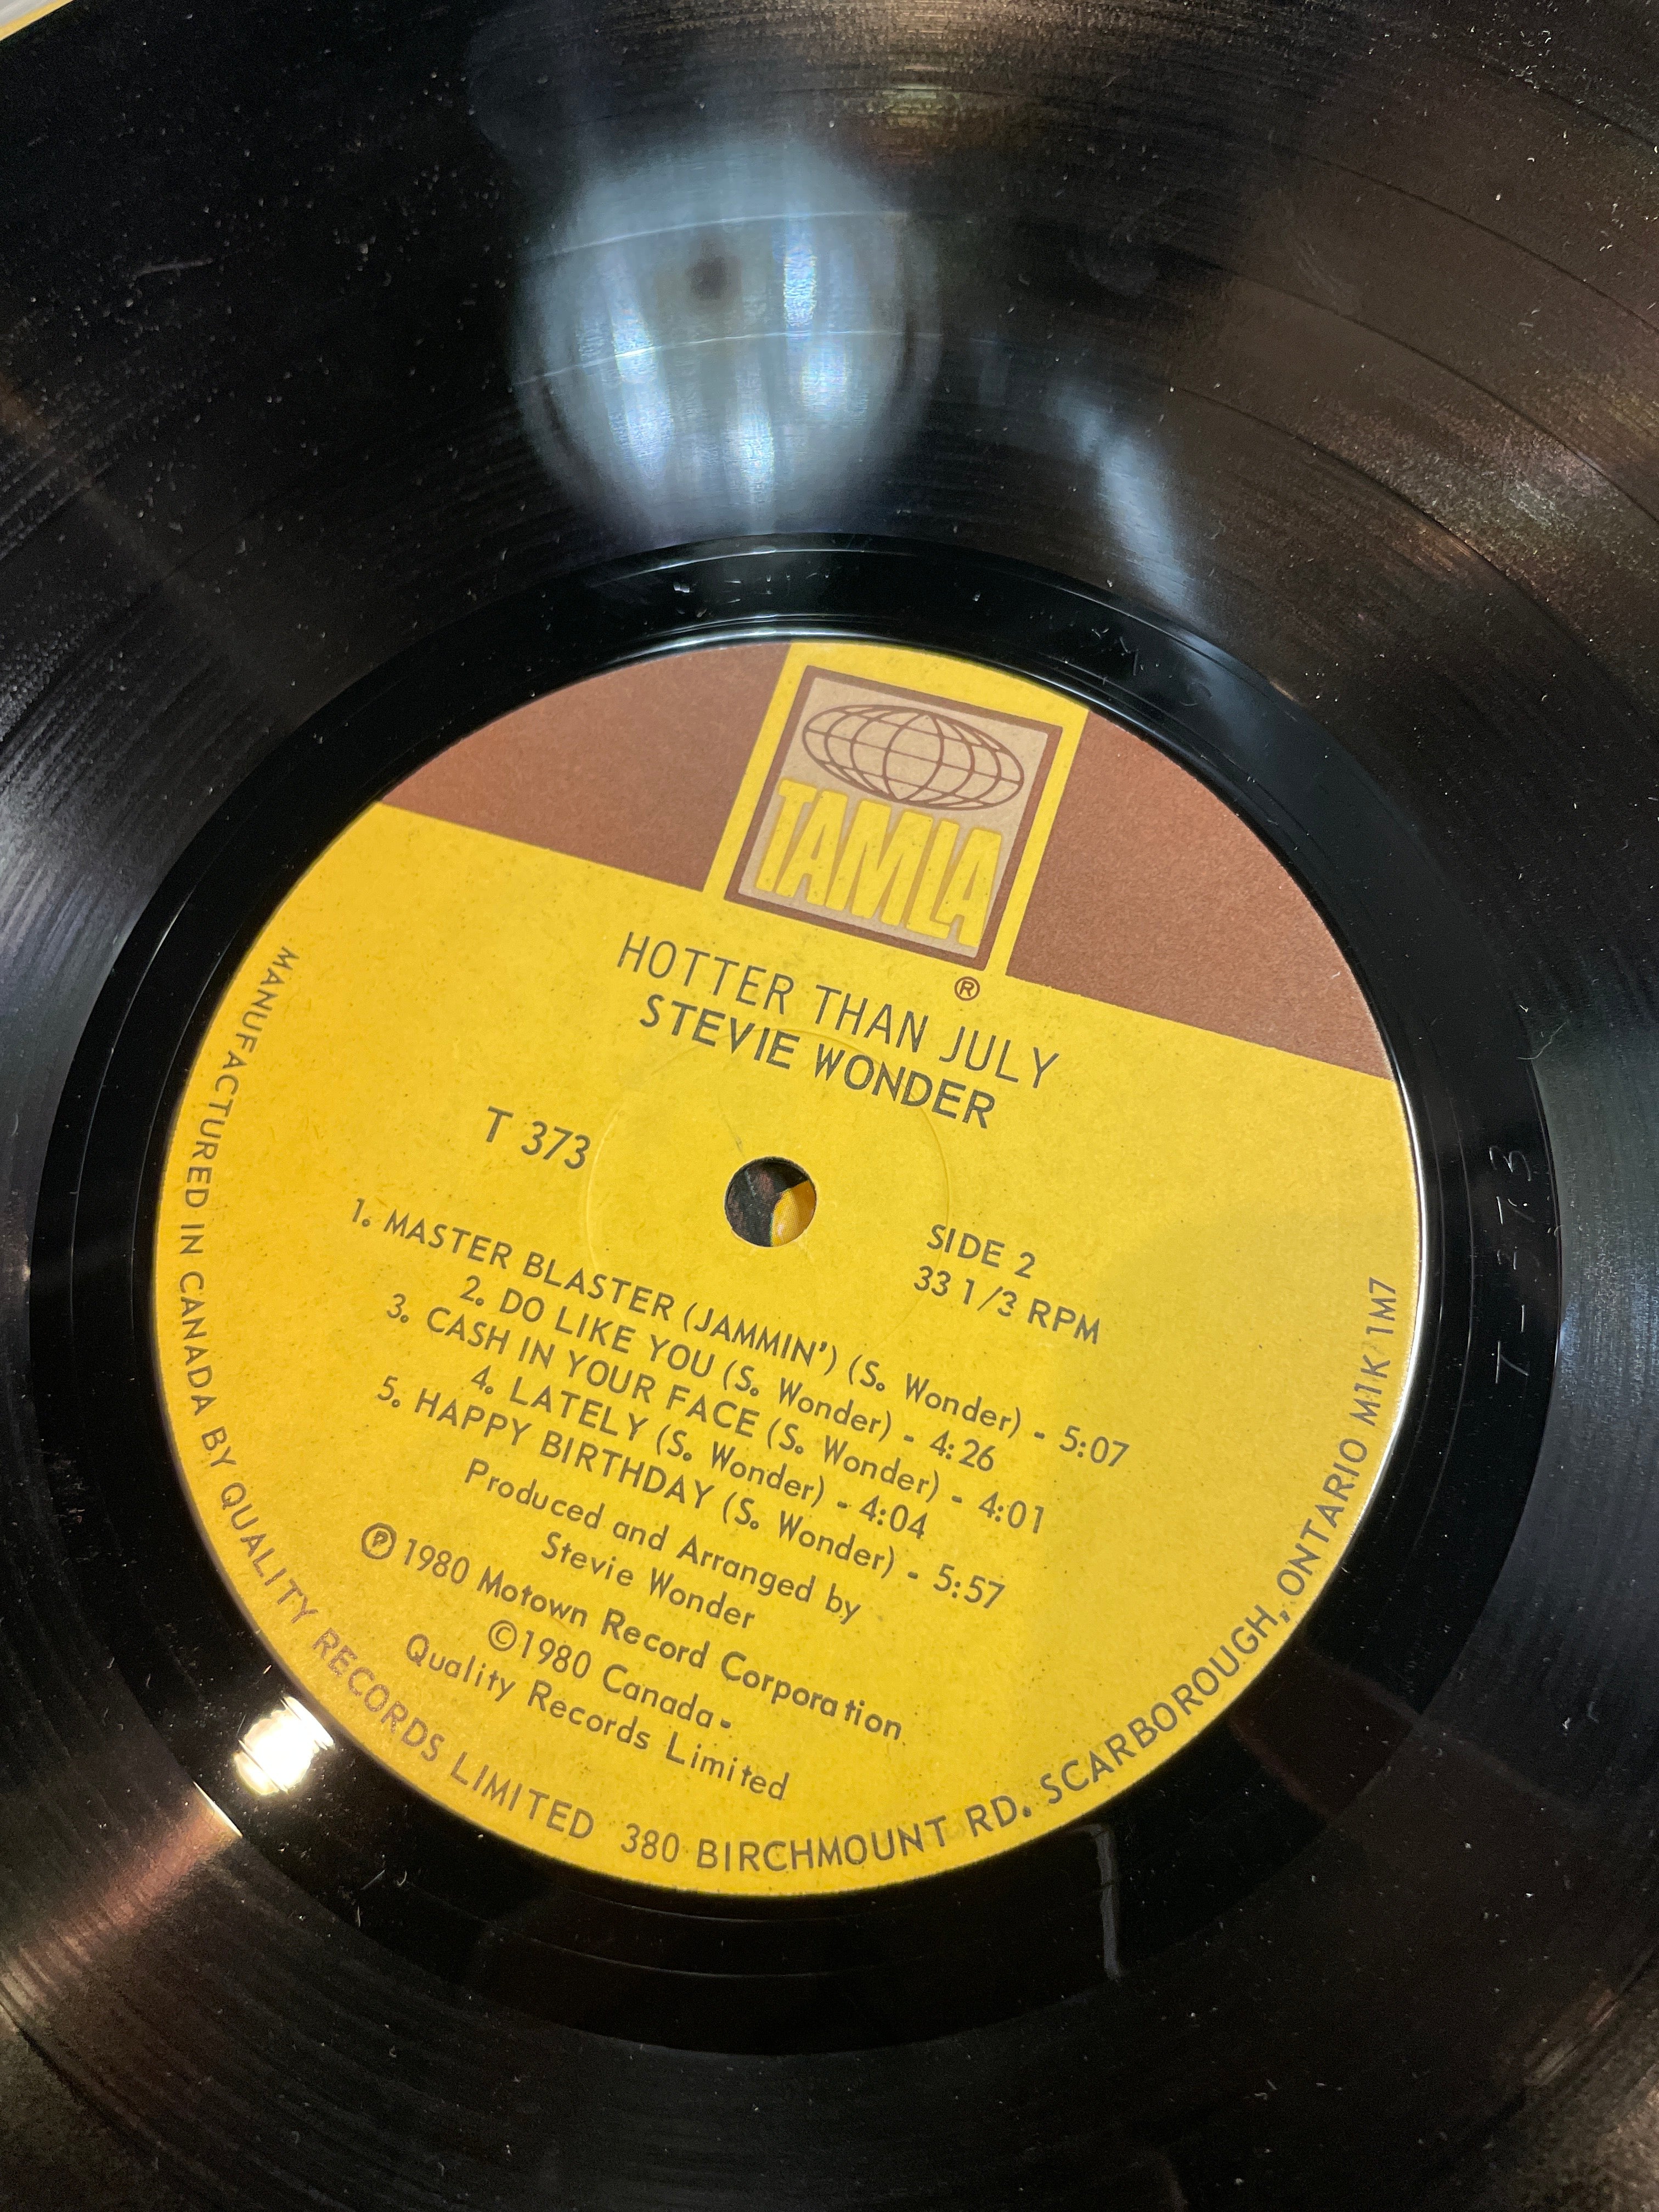 TAMLA
®
HOTTER THAN JULY
STEVIE WONDER
T 373
SIDE 2
33 1/3 RPM
1. MASTER BLASTER (JAMMIN') (S. Wonder) - 5:07
2. DO LIKE YOU (S. Wonder) - 4:26
3. CASH IN YOUR FACE (S. Wonder) - 4:01
4. LATELY (S. Wonder) - 4:04
5. HAPPY BIRTHDAY (S. Wonder) - 5:57
Produced and Arranged by
Stevie Wonder
℗ 1980 Motown Record Corporation
©1980 Canada-
Quality Records Limited
MANUFACTURED IN CANADA BY QUALITY RECORDS LIMITED 380 BIRCHMOUNT RD. SCARBOROUGH, ONTARIO M1K 1M7
T-373